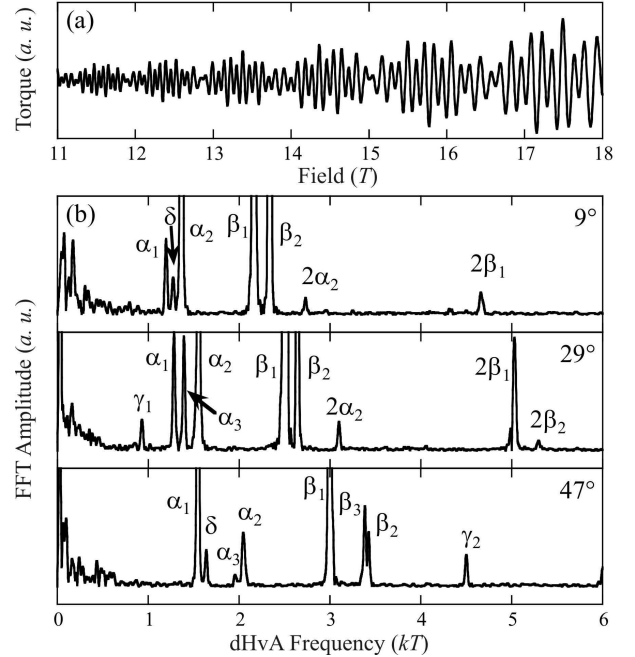 (a)
Torque (a. u.)
11 12 13 14 15 16 17 18
Field (T)
(b)
FFT Amplitude (a. u.)
9°
α₁ δ α₂ β₁ β₂ 2α₂ 2β₁
29°
γ₁ α₁ α₃ α₂ β₁ β₂ 2α₂ 2β₁ 2β₂
47°
α₁ δ α₃ α₂ β₁ β₃ β₂ γ₂
0 1 2 3 4 5 6
dHvA Frequency (kT)